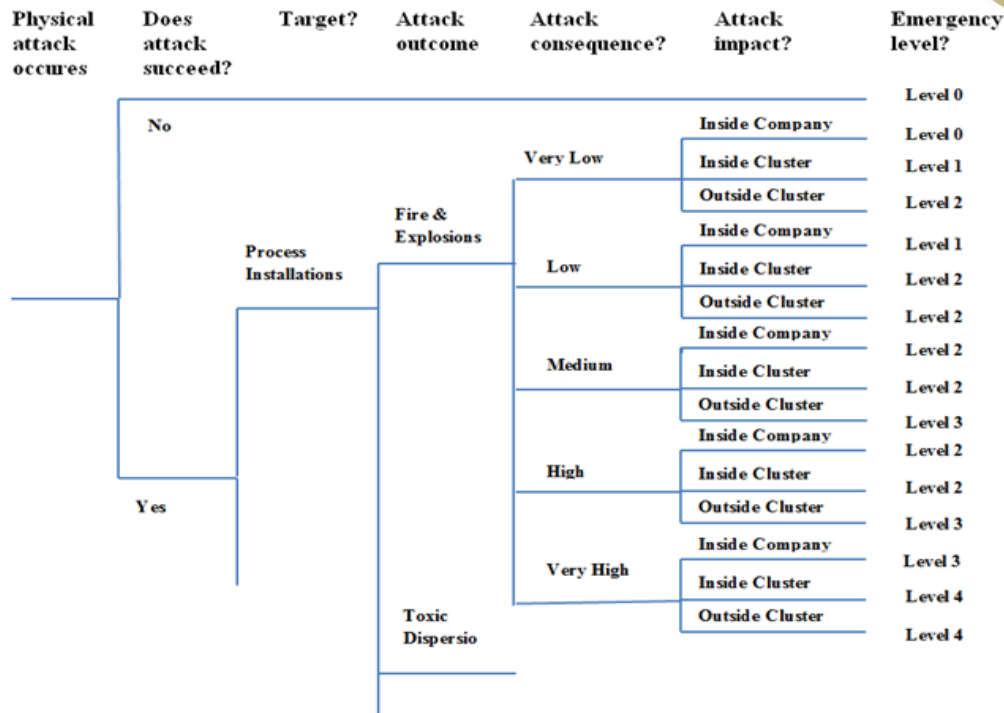 Physical attack occures
Does attack succeed?
Target?
Attack outcome
Attack consequence?
Attack impact?
Emergency level?
Level 0
No
Inside Company
Level 0
Very Low
Inside Cluster
Level 1
Outside Cluster
Level 2
Fire &
Explosions
Inside Company
Level 1
Process
Installations
Low
Inside Cluster
Level 2
Outside Cluster
Level 2
Inside Company
Level 2
Medium
Inside Cluster
Level 2
Outside Cluster
Level 3
Inside Company
Level 2
High
Inside Cluster
Level 2
Yes
Outside Cluster
Level 3
Inside Company
Level 3
Very High
Inside Cluster
Level 4
Toxic
Dispersio
Outside Cluster
Level 4